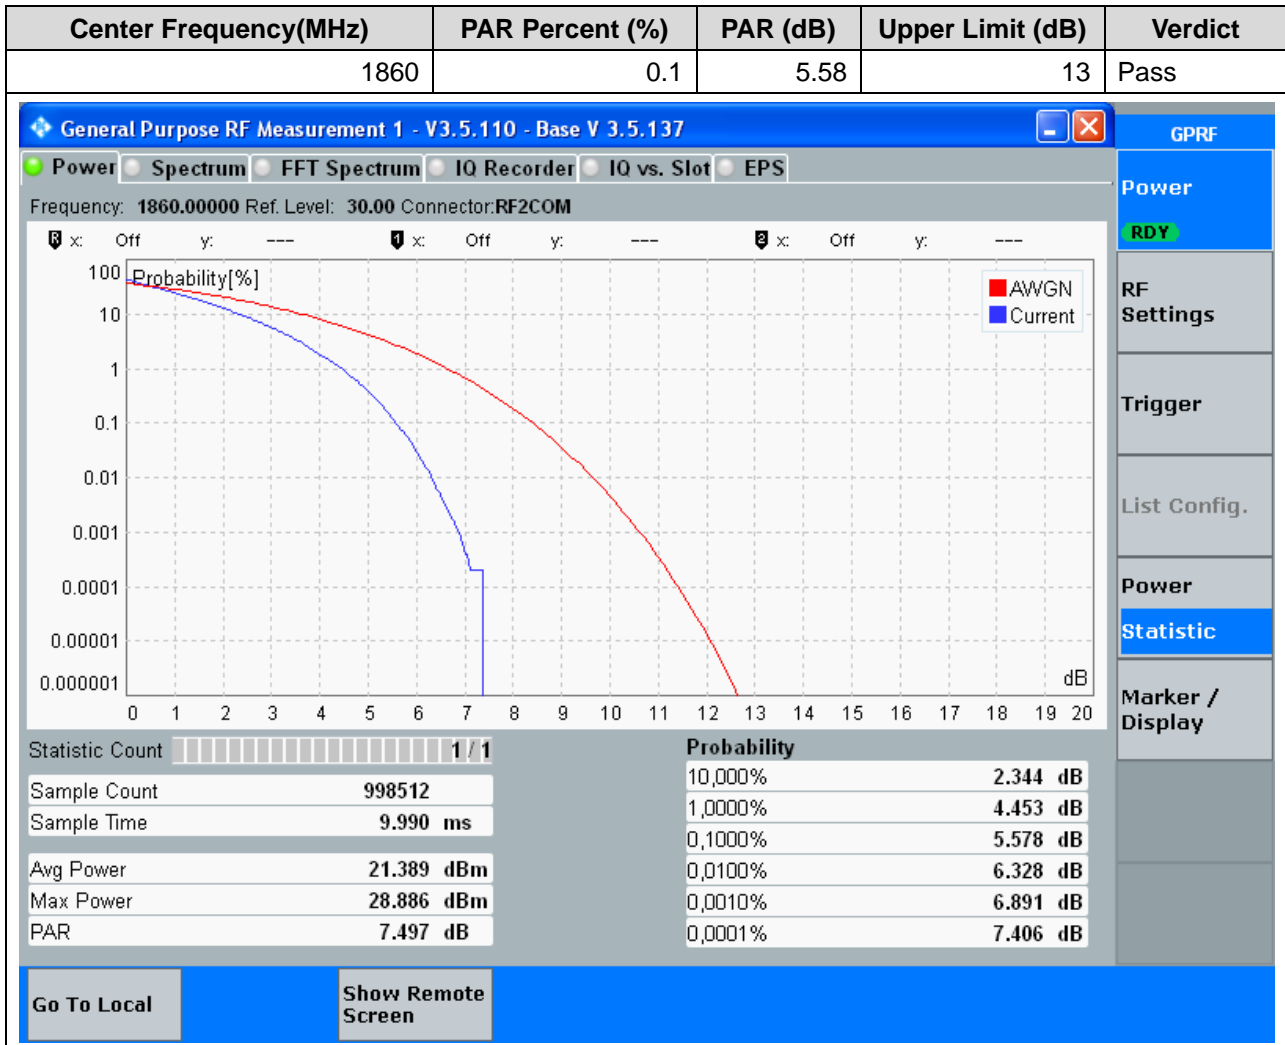 Center Frequency(MHz) PAR Percent (%) PAR (dB) Upper Limit (dB) Verdict
1860 0.1 5.58 13 Pass
General Purpose RF Measurement 1 - V3.5.110 - Base V 3.5.137
GPRF
Power Spectrum FFT Spectrum IQ Recorder IQ vs. Slot EPS
Frequency: 1860.00000 Ref. Level: 30.00 Connector:RF2COM
R x: Off y: --- 1 x: Off y: --- 2 x: Off y: ---
Probability[%]
AWGN
Current
100
10
1
0.1
0.01
0.001
0.0001
0.00001
0.000001
dB
0 1 2 3 4 5 6 7 8 9 10 11 12 13 14 15 16 17 18 19 20
Statistic Count 1 / 1
Sample Count 998512
Sample Time 9.990 ms
Avg Power 21.389 dBm
Max Power 28.886 dBm
PAR 7.497 dB
Probability
10,000% 2.344 dB
1,0000% 4.453 dB
0,1000% 5.578 dB
0,0100% 6.328 dB
0,0010% 6.891 dB
0,0001% 7.406 dB
Power
RDY
RF
Settings
Trigger
List Config.
Power
Statistic
Marker /
Display
Go To Local
Show Remote
Screen